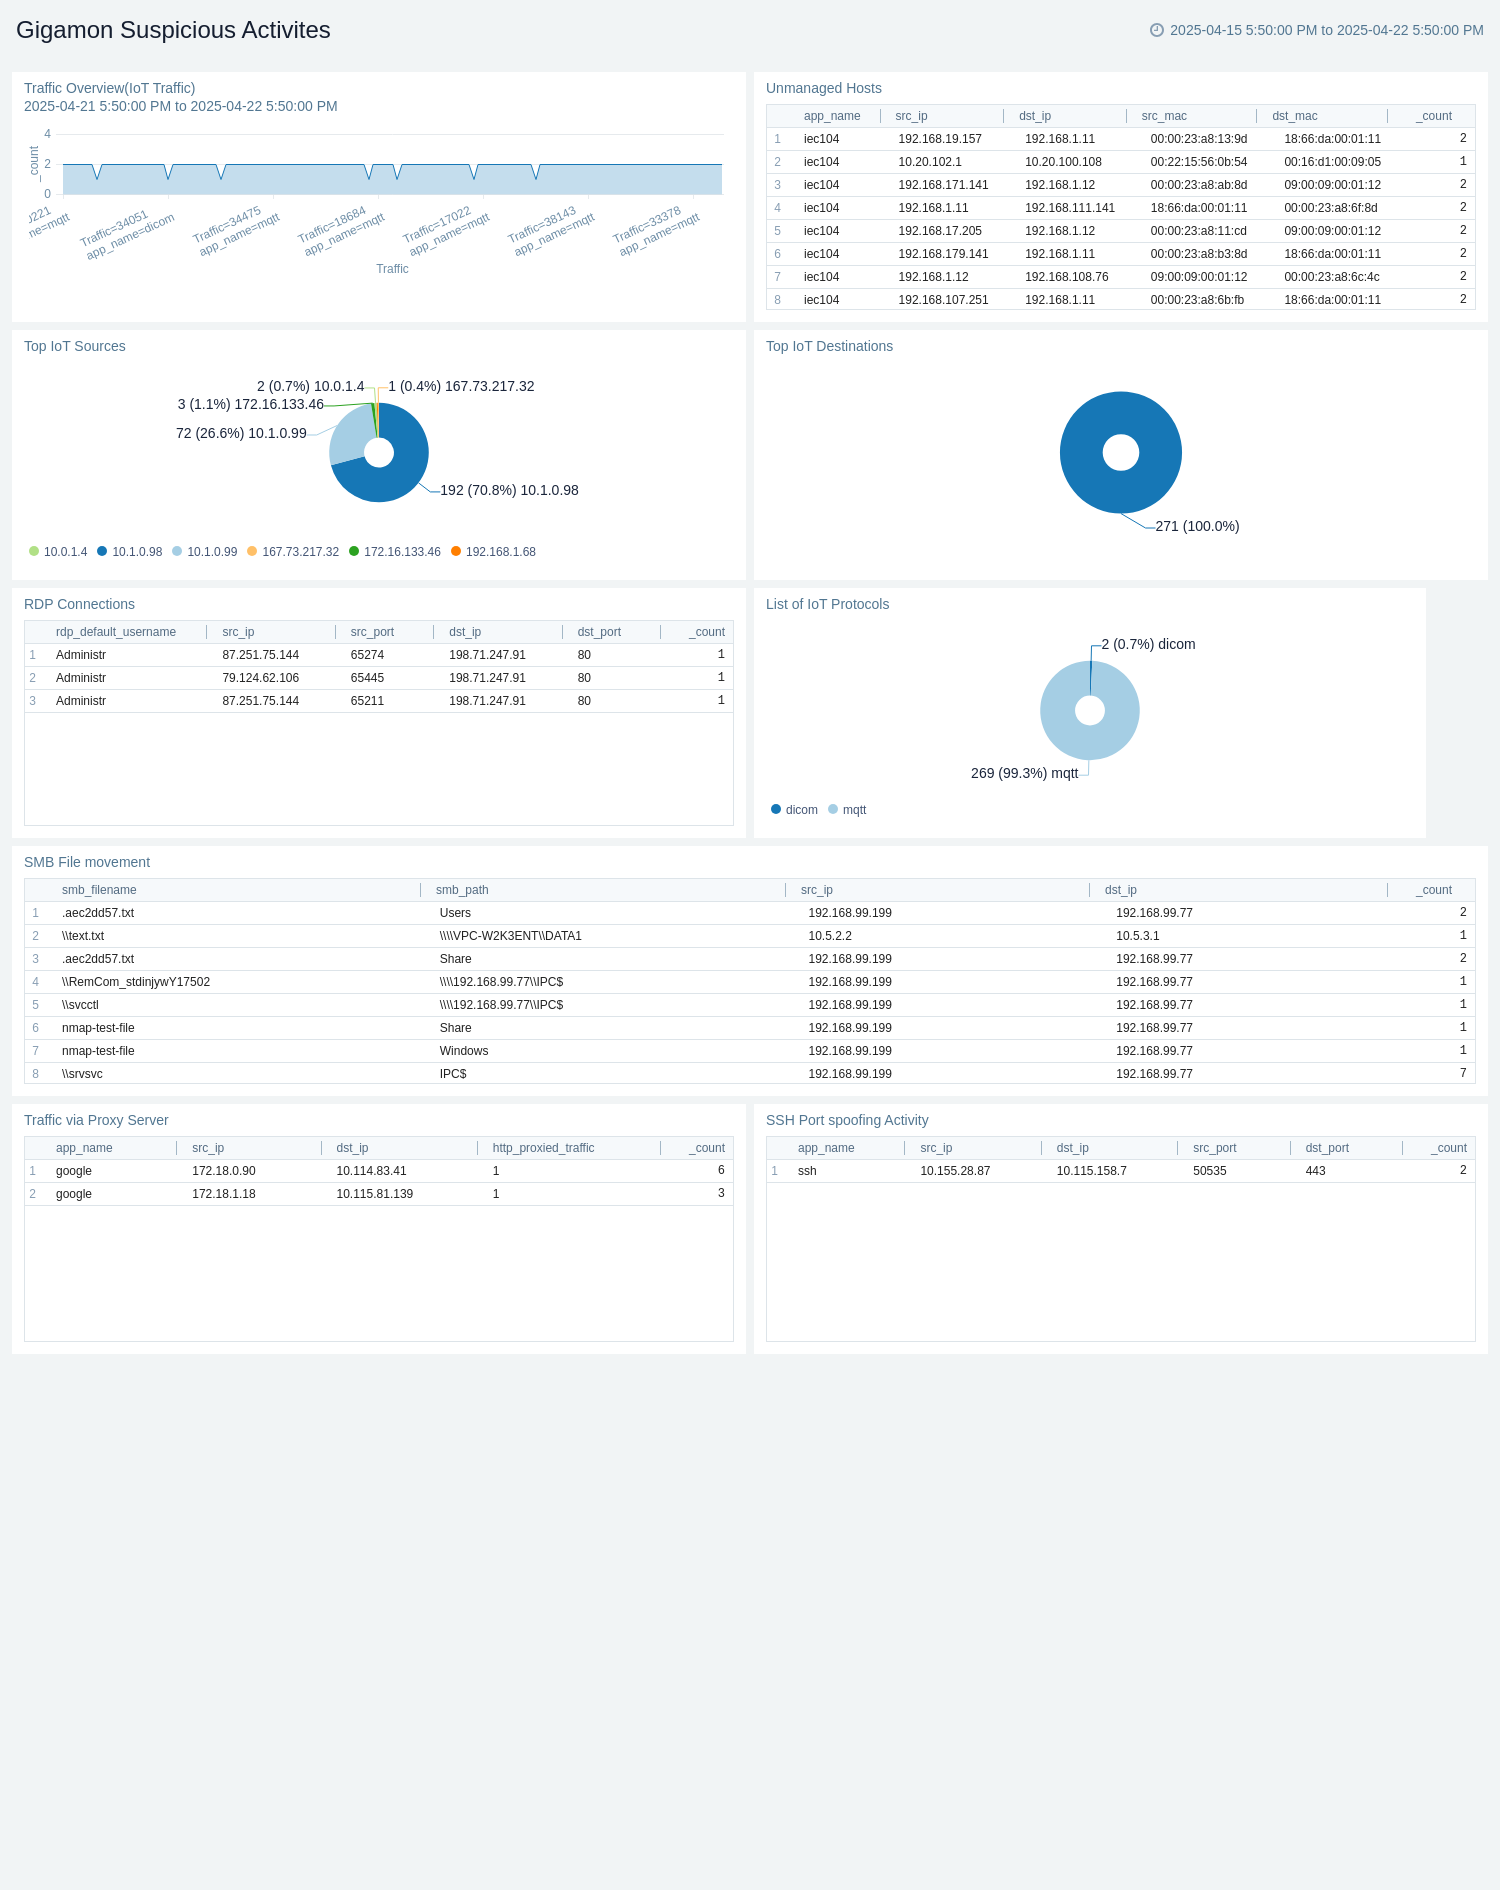 Gigamon Suspicious Activites
2025-04-15 5:50:00 PM to 2025-04-22 5:50:00 PM
Traffic Overview(IoT Traffic)
2025-04-21 5:50:00 PM to 2025-04-22 5:50:00 PM
4
2
0
_count
Traffic=34051
app_name=dicom
Traffic=34475
app_name=mqtt
Traffic=18684
app_name=mqtt
Traffic=17022
app_name=mqtt
Traffic=38143
app_name=mqtt
Traffic=33378
app_name=mqtt
Traffic
Unmanaged Hosts
app_name src_ip dst_ip src_mac dst_mac _count
1 iec104 192.168.19.157 192.168.1.11 00:00:23:a8:13:9d 18:66:da:00:01:11 2
2 iec104 10.20.102.1 10.20.100.108 00:22:15:56:0b:54 00:16:d1:00:09:05 1
3 iec104 192.168.171.141 192.168.1.12 00:00:23:a8:ab:8d 09:00:09:00:01:12 2
4 iec104 192.168.1.11 192.168.111.141 18:66:da:00:01:11 00:00:23:a8:6f:8d 2
5 iec104 192.168.17.205 192.168.1.12 00:00:23:a8:11:cd 09:00:09:00:01:12 2
6 iec104 192.168.179.141 192.168.1.11 00:00:23:a8:b3:8d 18:66:da:00:01:11 2
7 iec104 192.168.1.12 192.168.108.76 09:00:09:00:01:12 00:00:23:a8:6c:4c 2
8 iec104 192.168.107.251 192.168.1.11 00:00:23:a8:6b:fb 18:66:da:00:01:11 2
Top IoT Sources
2 (0.7%) 10.0.1.4
1 (0.4%) 167.73.217.32
3 (1.1%) 172.16.133.46
72 (26.6%) 10.1.0.99
192 (70.8%) 10.1.0.98
10.0.1.4 10.1.0.98 10.1.0.99 167.73.217.32 172.16.133.46 192.168.1.68
Top IoT Destinations
271 (100.0%)
RDP Connections
rdp_default_username src_ip src_port dst_ip dst_port _count
1 Administr 87.251.75.144 65274 198.71.247.91 80 1
2 Administr 79.124.62.106 65445 198.71.247.91 80 1
3 Administr 87.251.75.144 65211 198.71.247.91 80 1
List of IoT Protocols
2 (0.7%) dicom
269 (99.3%) mqtt
dicom mqtt
SMB File movement
smb_filename smb_path src_ip dst_ip _count
1 .aec2dd57.txt Users 192.168.99.199 192.168.99.77 2
2 \\text.txt \\\\VPC-W2K3ENT\\DATA1 10.5.2.2 10.5.3.1 1
3 .aec2dd57.txt Share 192.168.99.199 192.168.99.77 2
4 \\RemCom_stdinjywY17502 \\\\192.168.99.77\\IPC$ 192.168.99.199 192.168.99.77 1
5 \\svcctl \\\\192.168.99.77\\IPC$ 192.168.99.199 192.168.99.77 1
6 nmap-test-file Share 192.168.99.199 192.168.99.77 1
7 nmap-test-file Windows 192.168.99.199 192.168.99.77 1
8 \\srvsvc IPC$ 192.168.99.199 192.168.99.77 7
Traffic via Proxy Server
app_name src_ip dst_ip http_proxied_traffic _count
1 google 172.18.0.90 10.114.83.41 1 6
2 google 172.18.1.18 10.115.81.139 1 3
SSH Port spoofing Activity
app_name src_ip dst_ip src_port dst_port _count
1 ssh 10.155.28.87 10.115.158.7 50535 443 2